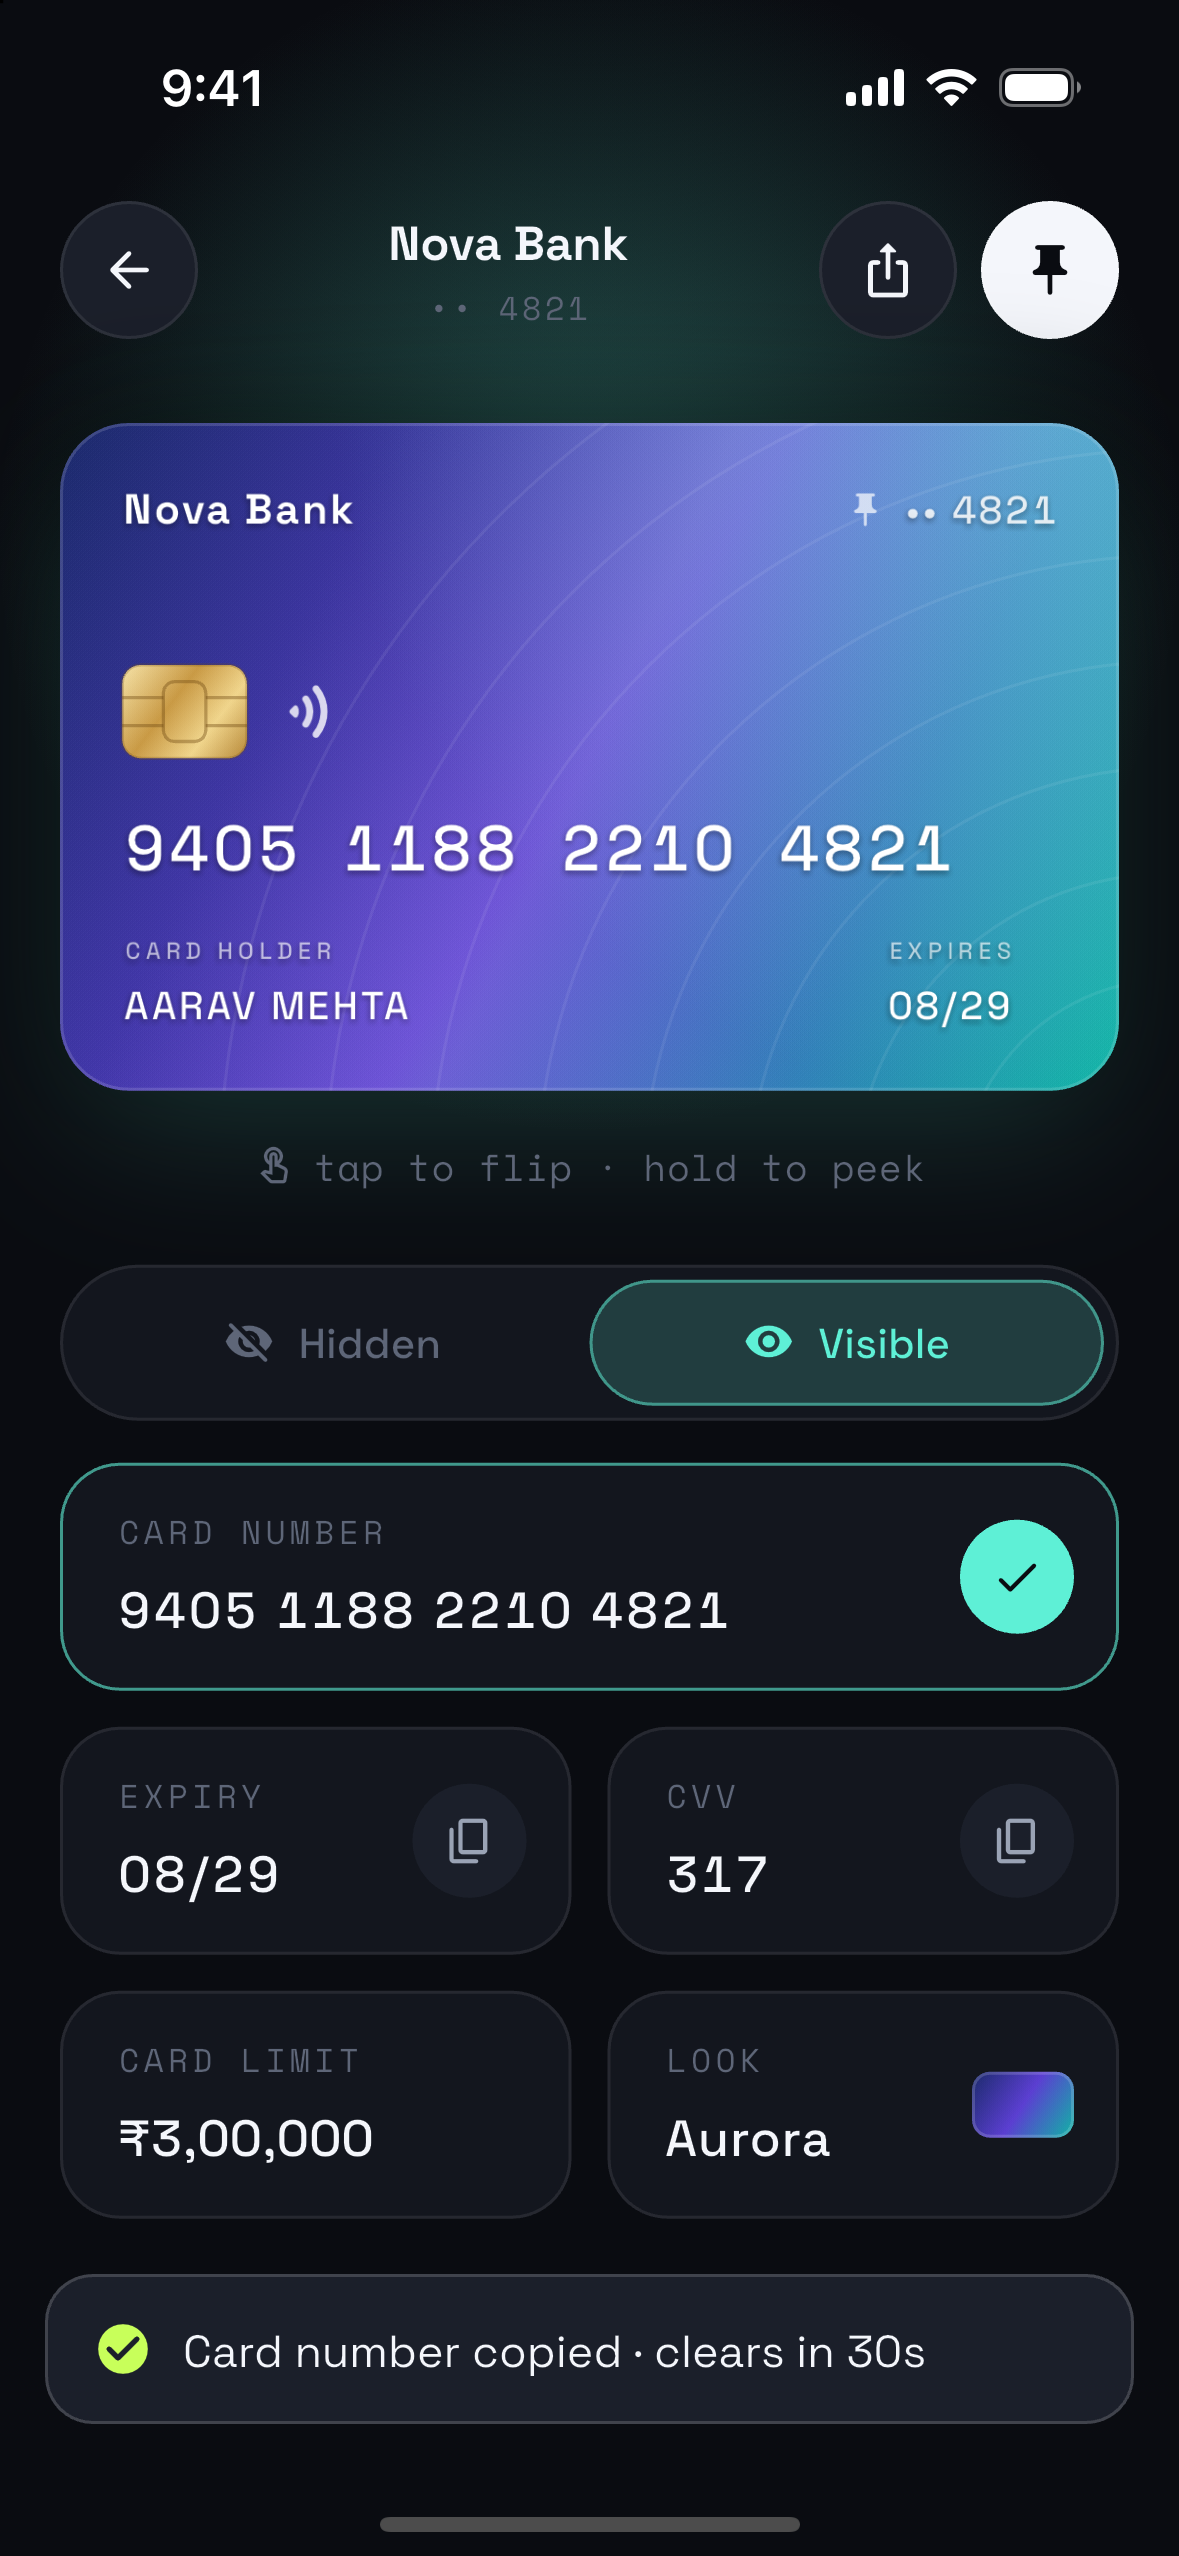 9:41
Nova Bank
•• 4821
Nova Bank
•• 4821
9405 1188 2210 4821
CARD HOLDER
EXPIRES
AARAV MEHTA
08/29
tap to flip · hold to peek
Hidden
Visible
CARD NUMBER
9405 1188 2210 4821
EXPIRY
CVV
08/29
317
CARD LIMIT
LOOK
₹3,00,000
Aurora
Card number copied · clears in 30s